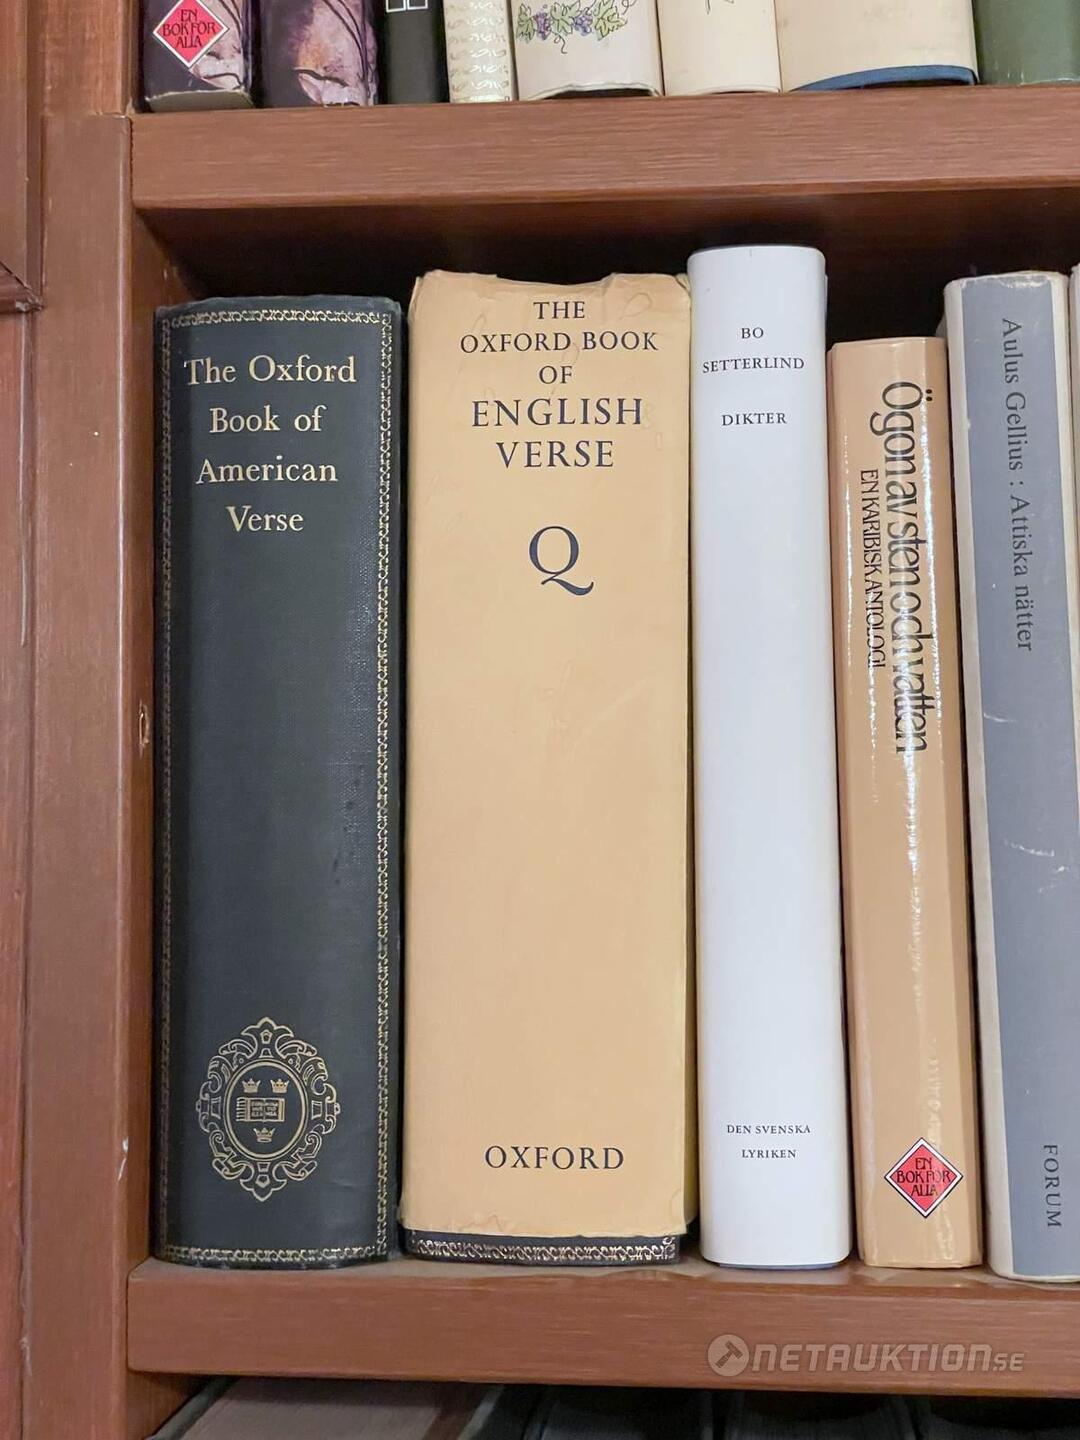 EN
BOK FÖR
ALLA
The Oxford
Book of
American
Verse
THE
OXFORD BOOK
OF
ENGLISH
VERSE
Q
OXFORD
BO
SETTERLIND
DIKTER
DEN SVENSKA
LYRIKEN
Ögon av sten och vatten
EN KARIBISK ANTOLOGI
EN
BOK FÖR
ALLA
Aulus Gellius : Attiska nätter
FORUM
NETAUKTION.SE